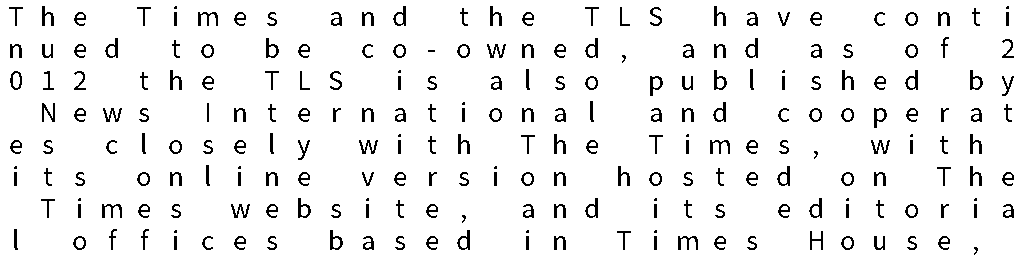 The Times and the TLS have conti
nued to be co-owned, and as of 2
012 the TLS is also published by
 News International and cooperat
es closely with The Times, with
its online version hosted on The
 Times website, and its editoria
l offices based in Times House,